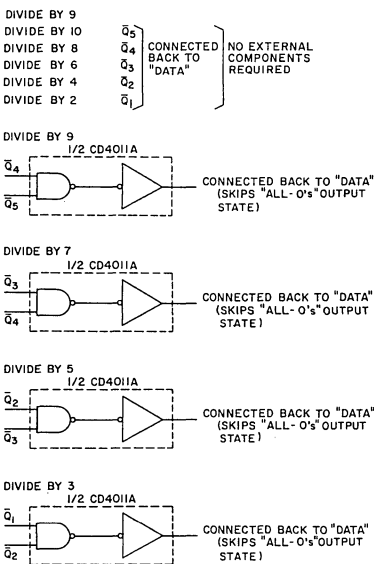 DIVIDE BY 9
DIVIDE BY 10 Q̅5
DIVIDE BY 8 Q̅4
DIVIDE BY 6 Q̅3
DIVIDE BY 4 Q̅2
DIVIDE BY 2 Q̅1
CONNECTED
BACK TO
"DATA"
NO EXTERNAL
COMPONENTS
REQUIRED
DIVIDE BY 9
1/2 CD4011A
Q̅4
Q̅5
CONNECTED BACK TO "DATA"
(SKIPS "ALL-O's" OUTPUT
STATE)
DIVIDE BY 7
1/2 CD4011A
Q̅3
Q̅4
CONNECTED BACK TO "DATA"
(SKIPS "ALL-O's" OUTPUT
STATE)
DIVIDE BY 5
1/2 CD4011A
Q̅2
Q̅3
CONNECTED BACK TO "DATA"
(SKIPS "ALL-O's" OUTPUT
STATE)
DIVIDE BY 3
1/2 CD4011A
Q̅1
Q̅2
CONNECTED BACK TO "DATA"
(SKIPS "ALL-O's" OUTPUT
STATE)